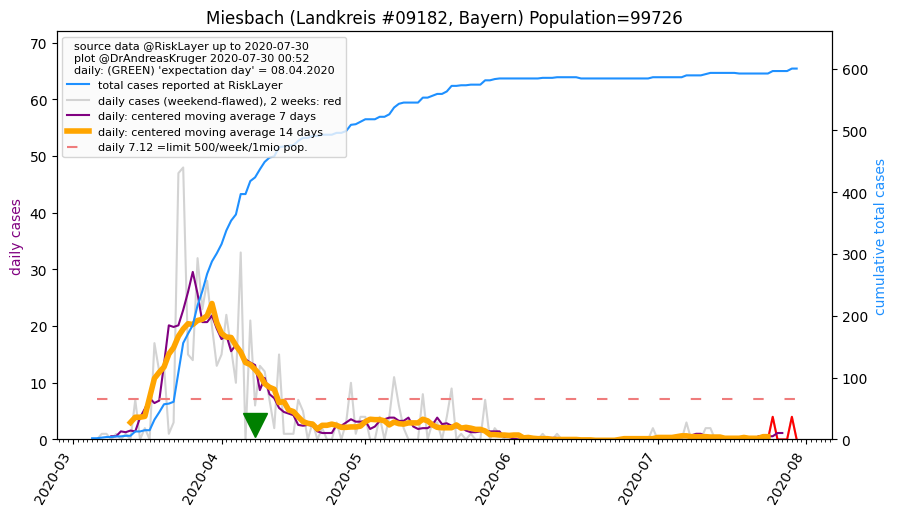 Miesbach (Landkreis #09182, Bayern) Population=99726
source data @RiskLayer up to 2020-07-30
plot @DrAndreasKruger 2020-07-30 00:52
daily: (GREEN) 'expectation day' = 08.04.2020
total cases reported at RiskLayer
daily cases (weekend-flawed), 2 weeks: red
daily: centered moving average 7 days
daily: centered moving average 14 days
daily 7.12 =limit 500/week/1mio pop.
daily cases
70
60
50
40
30
20
10
0
cumulative total cases
600
500
400
300
200
100
0
2020-03
2020-04
2020-05
2020-06
2020-07
2020-08